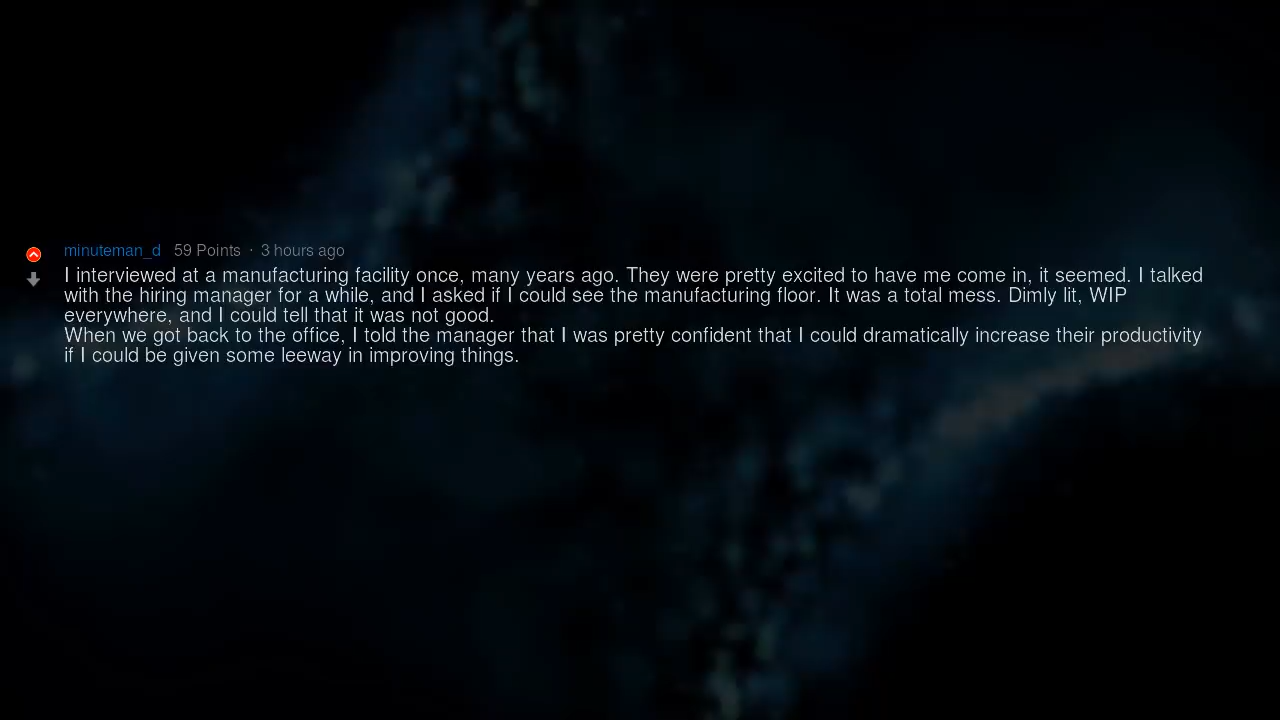 minuteman_d 59 Points · 3 hours ago
I interviewed at a manufacturing facility once, many years ago. They were pretty excited to have me come in, it seemed. I talked
with the hiring manager for a while, and I asked if I could see the manufacturing floor. It was a total mess. Dimly lit, WIP
everywhere, and I could tell that it was not good.
When we got back to the office, I told the manager that I was pretty confident that I could dramatically increase their productivity
if I could be given some leeway in improving things.